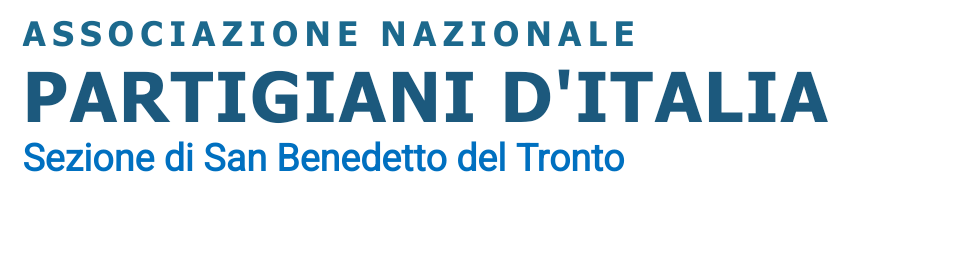 ASSOCIAZIONE NAZIONALE
PARTIGIANI D'ITALIA
Sezione di San Benedetto del Tronto